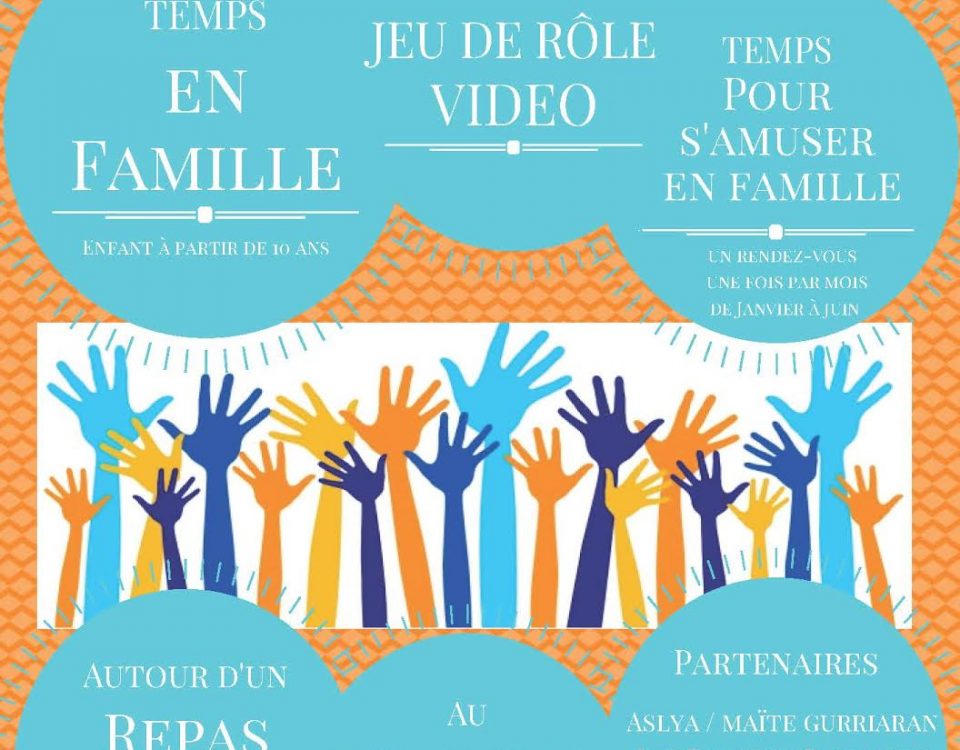 TEMPS
EN
FAMILLE
ENFANT À PARTIR DE 10 ANS
JEU DE RÔLE
VIDEO
TEMPS
POUR
S'AMUSER
EN FAMILLE
UN RENDEZ-VOUS
UNE FOIS PAR MOIS
DE JANVIER À JUIN
AUTOUR D'UN
REPAS
AU
PARTENAIRES
ASLYA / MAÏTE GURRIARAN